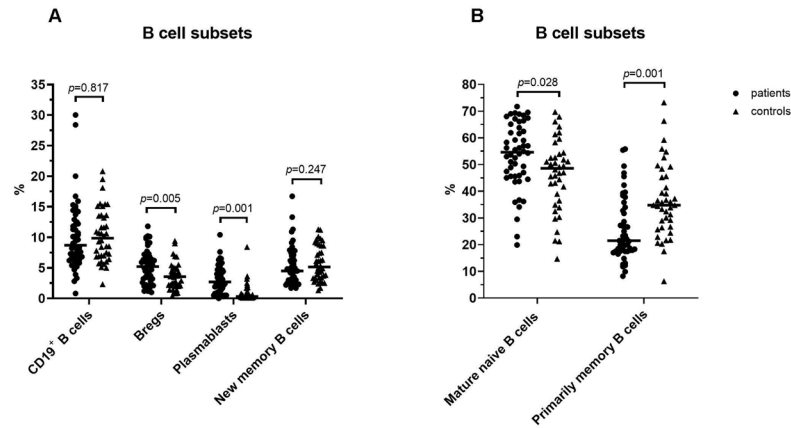 A
B cell subsets
p=0.817
p=0.005
p=0.001
p=0.247
%
35
30
25
20
15
10
5
0
CD19+ B cells
Bregs
Plasmablasts
New memory B cells
B
B cell subsets
p=0.028
p=0.001
%
80
70
60
50
40
30
20
10
0
Mature naive B cells
Primarily memory B cells
patients
controls